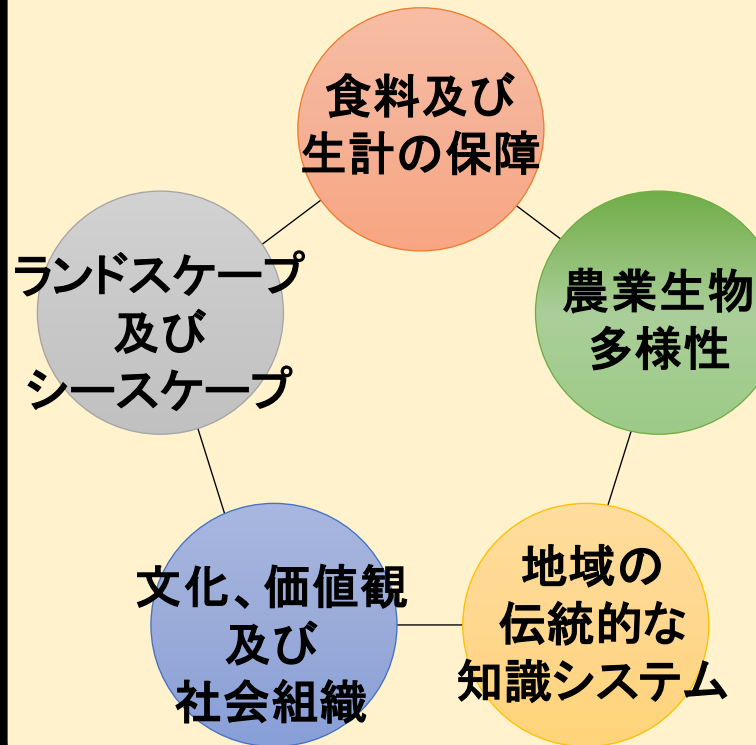 食料及び
生計の保障
農業生物
多様性
地域の
伝統的な
知識システム
文化、価値観
及び
社会組織
ランドスケープ
及び
シースケープ